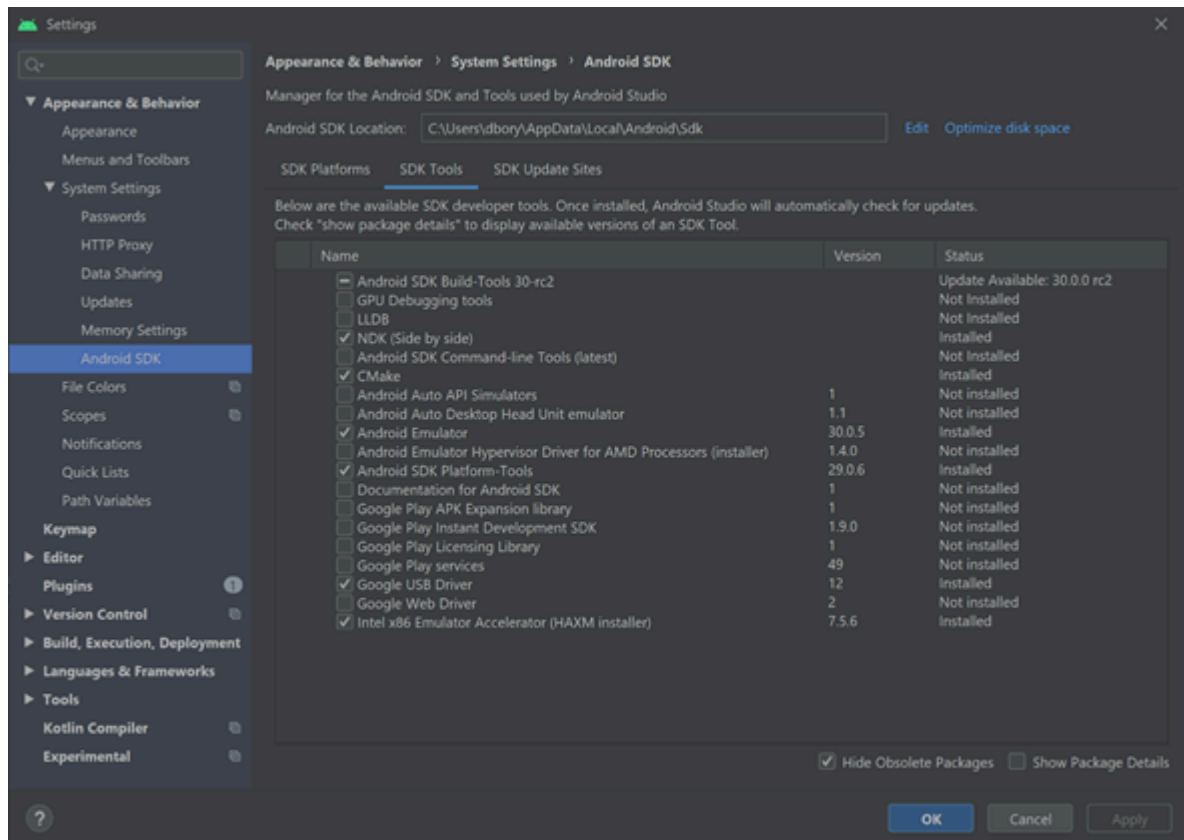 Settings
Appearance & Behavior
Appearance
Menus and Toolbars
System Settings
Passwords
HTTP Proxy
Data Sharing
Updates
Memory Settings
Android SDK
File Colors
Scopes
Notifications
Quick Lists
Path Variables
Keymap
Editor
Plugins 1
Version Control
Build, Execution, Deployment
Languages & Frameworks
Tools
Kotlin Compiler
Experimental
?
Appearance & Behavior › System Settings › Android SDK
Manager for the Android SDK and Tools used by Android Studio
Android SDK Location: C:\Users\dbory\AppData\Local\Android\Sdk Edit Optimize disk space
SDK Platforms SDK Tools SDK Update Sites
Below are the available SDK developer tools. Once installed, Android Studio will automatically check for updates.
Check "show package details" to display available versions of an SDK Tool.
Name Version Status
Android SDK Build-Tools 30-rc2 Update Available: 30.0.0 rc2
GPU Debugging tools Not Installed
LLDB Not Installed
NDK (Side by side) Installed
Android SDK Command-line Tools (latest) Not Installed
CMake Installed
Android Auto API Simulators 1 Not installed
Android Auto Desktop Head Unit emulator 1.1 Not installed
Android Emulator 30.0.5 Installed
Android Emulator Hypervisor Driver for AMD Processors (installer) 1.4.0 Not installed
Android SDK Platform-Tools 29.0.6 Installed
Documentation for Android SDK 1 Not installed
Google Play APK Expansion library 1 Not installed
Google Play Instant Development SDK 1.9.0 Not installed
Google Play Licensing Library 1 Not installed
Google Play services 49 Not installed
Google USB Driver 12 Installed
Google Web Driver 2 Not installed
Intel x86 Emulator Accelerator (HAXM installer) 7.5.6 Installed
Hide Obsolete Packages Show Package Details
OK Cancel Apply